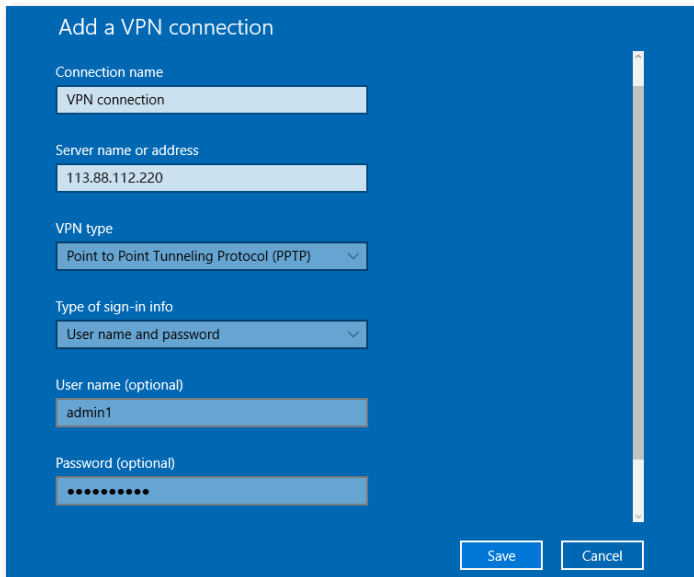 Add a VPN connection
Connection name
VPN connection
Server name or address
113.88.112.220
VPN type
Point to Point Tunneling Protocol (PPTP)
Type of sign-in info
User name and password
User name (optional)
admin1
Password (optional)
●●●●●●●●●●
Save
Cancel